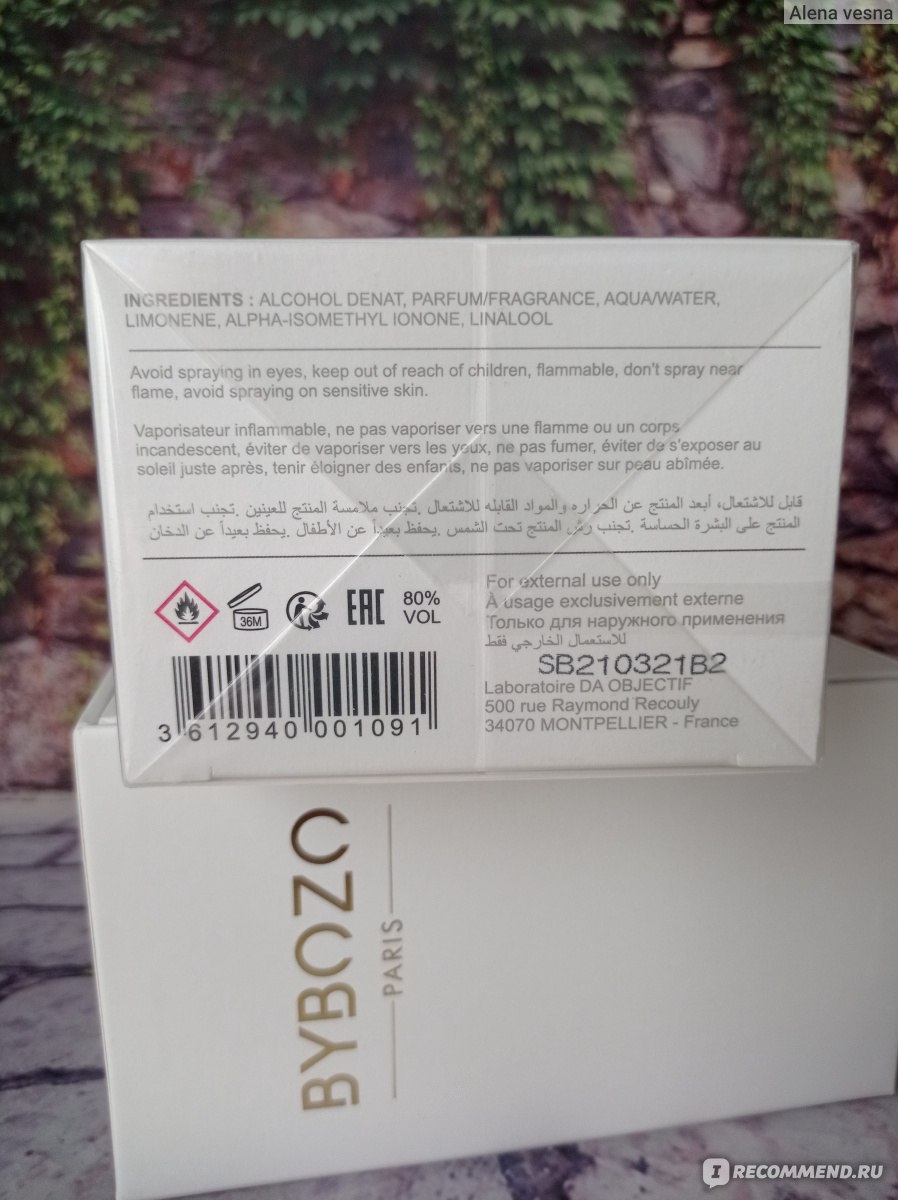 Alena vesna
INGREDIENTS : ALCOHOL DENAT, PARFUM/FRAGRANCE, AQUA/WATER,
LIMONENE, ALPHA-ISOMETHYL IONONE, LINALOOL
Avoid spraying in eyes, keep out of reach of children, flammable, don't spray near
flame, avoid spraying on sensitive skin.
Vaporisateur inflammable, ne pas vaporiser vers une flamme ou un corps
incandescent, éviter de vaporiser vers les yeux, ne pas fumer, éviter de s'exposer au
soleil juste après, tenir éloigner des enfants, ne pas vaporiser sur peau abîmée.
قابل للاشتعال، أبعد المنتج عن الحراره والمواد القابله للاشتعال .تجنب ملامسة المنتج للعينين .تجنب استخدام
المنتج على البشرة الحساسة .تجنب رش المنتج تحت الشمس .يحفظ بعيداً عن الأطفال .يحفظ بعيداً عن الدخان
36M
EAC
80%
VOL
For external use only
À usage exclusivement externe
Только для наружного применения
للاستعمال الخارجي فقط
SB210321B2
Laboratoire DA OBJECTIF
500 rue Raymond Recouly
34070 MONTPELLIER - France
3 612940 001091
BYBOZO
PARIS
IRECOMMEND.RU